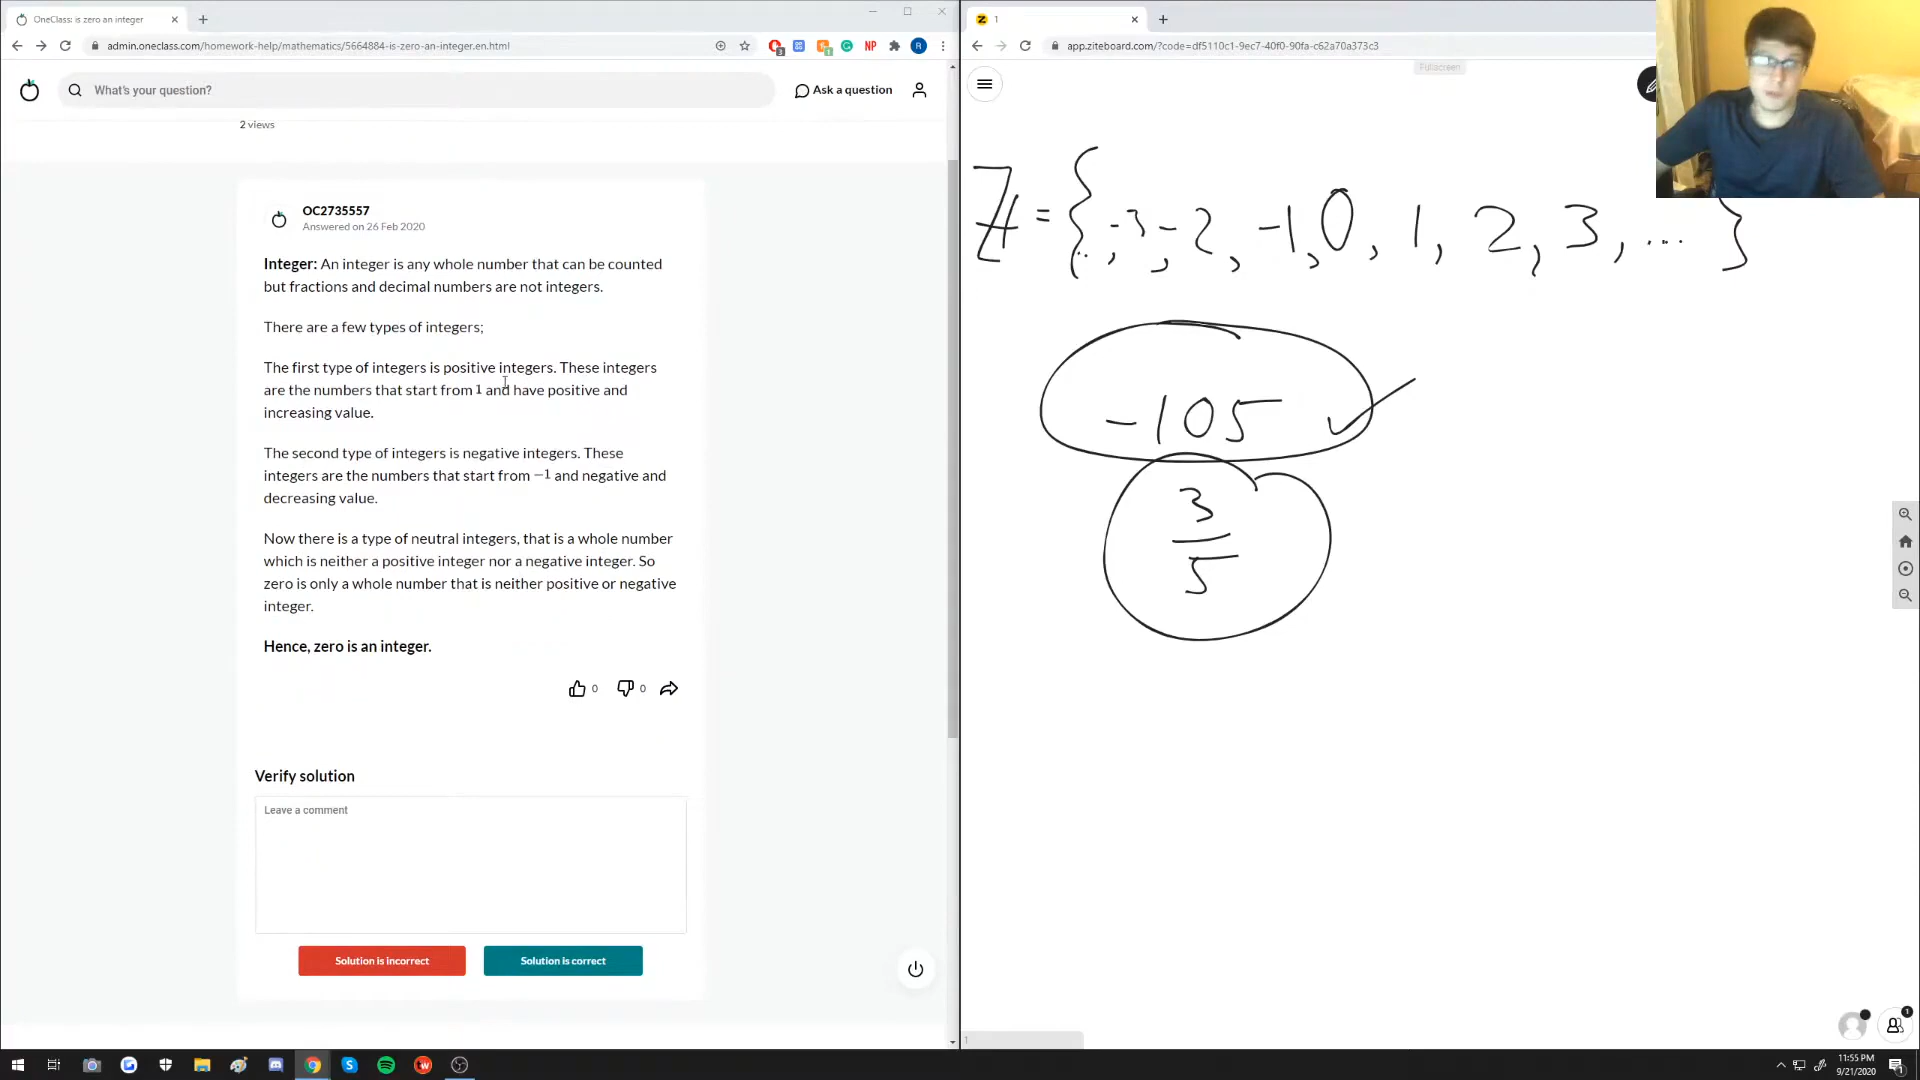 OneClass: is zero an integer
admin.oneclass.com/homework-help/mathematics/5664884-is-zero-an-integer.en.html
NP
R
What's your question?
Ask a question
2 views
OC2735557
Answered on 26 Feb 2020
Integer: An integer is any whole number that can be counted
but fractions and decimal numbers are not integers.
There are a few types of integers;
The first type of integers is positive integers. These integers
are the numbers that start from 1 and have positive and
increasing value.
The second type of integers is negative integers. These
integers are the numbers that start from −1 and negative and
decreasing value.
Now there is a type of neutral integers, that is a whole number
which is neither a positive integer nor a negative integer. So
zero is only a whole number that is neither positive or negative
integer.
Hence, zero is an integer.
0
0
Verify solution
Leave a comment
Solution is incorrect
Solution is correct
1
app.ziteboard.com/?code=df5110c1-9ec7-40f0-90fa-c62a70a373c3
Fullscreen
ℤ = {.., -3, -2, -1, 0, 1, 2, 3, ... }
-105 ✓
3
5
1
1
11:55 PM
9/21/2020